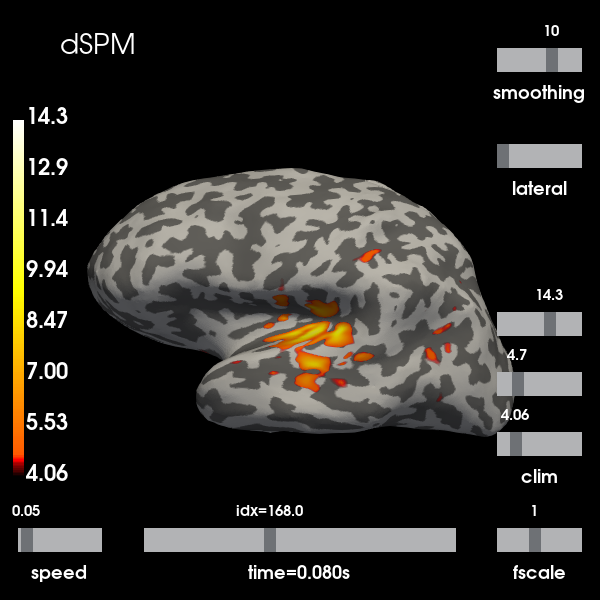 dSPM
10
smoothing
14.3
12.9
11.4
9.94
8.47
7.00
5.53
4.06
lateral
14.3
4.7
4.06
clim
0.05
speed
idx=168.0
time=0.080s
1
fscale